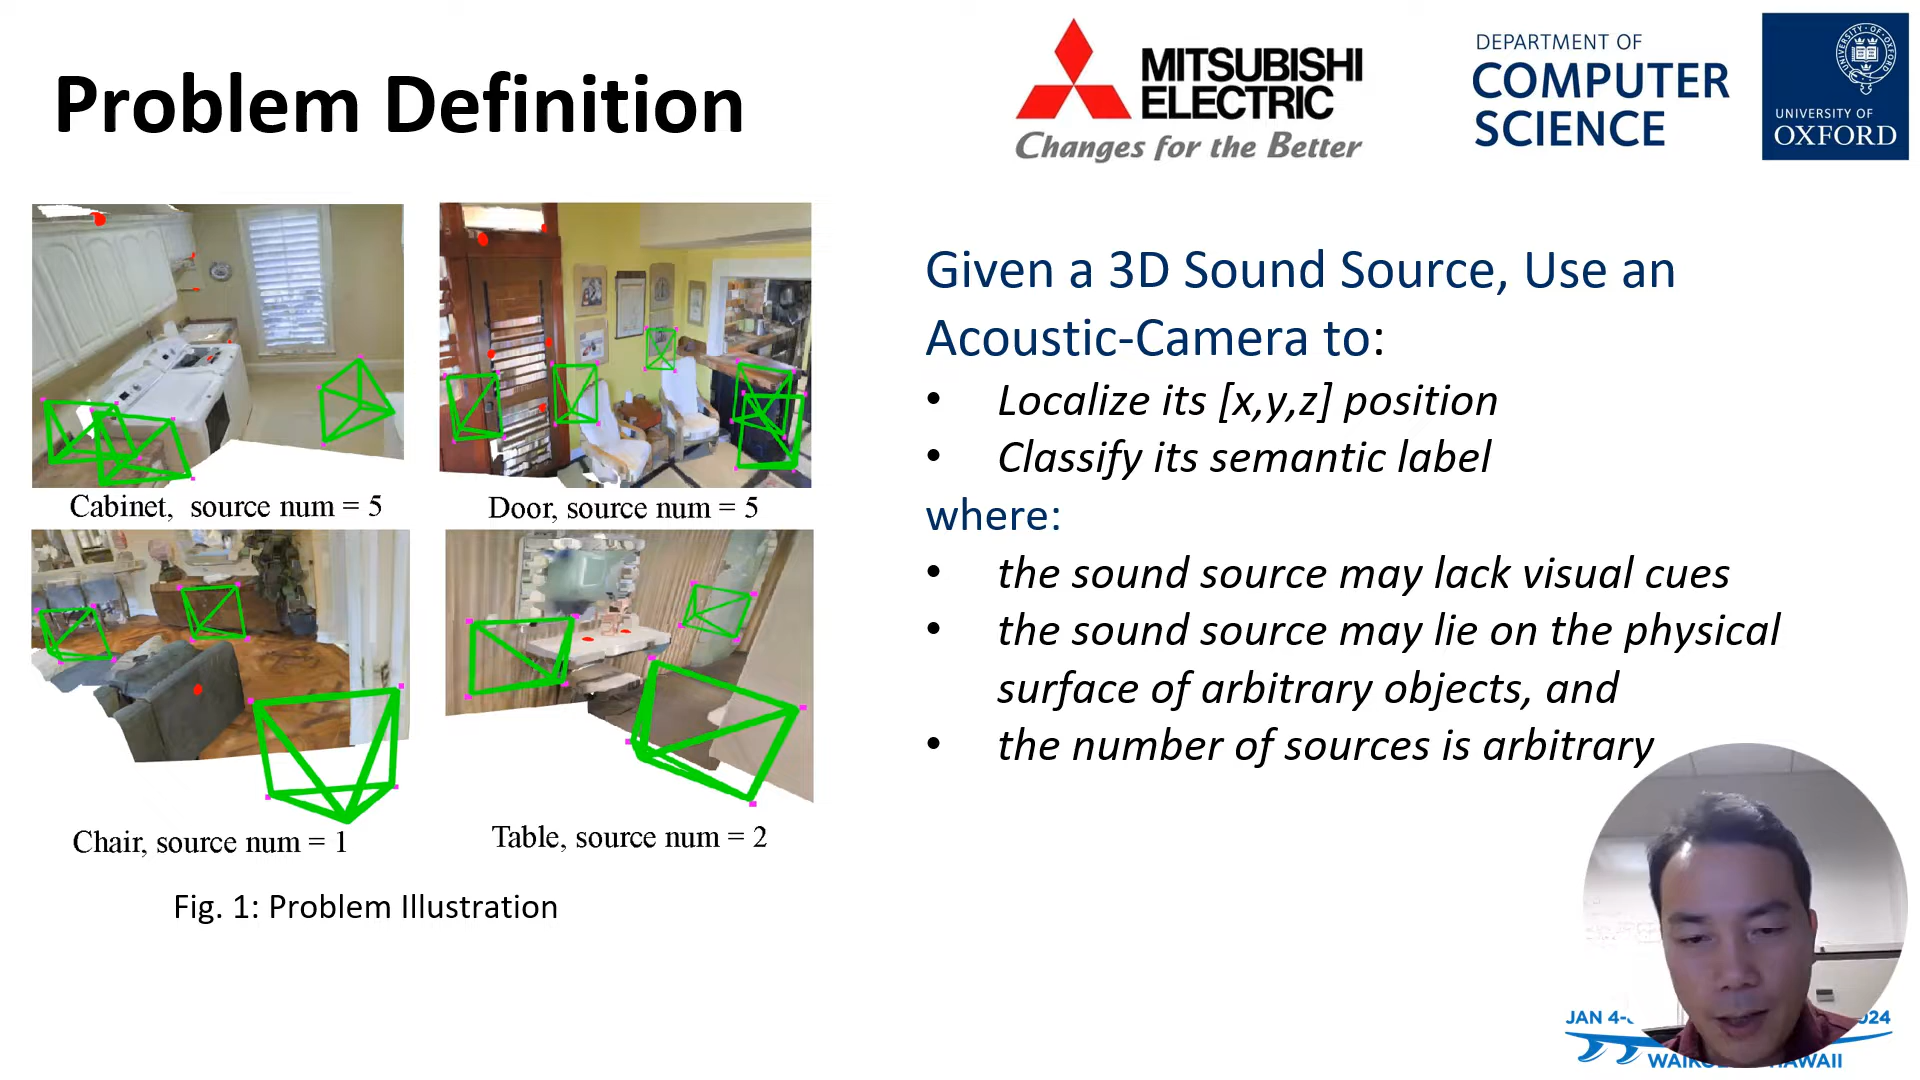 Problem Definition
MITSUBISHI
ELECTRIC
Changes for the Better
DEPARTMENT OF
COMPUTER
SCIENCE
UNIVERSITY OF
OXFORD
Cabinet, source num = 5
Door, source num = 5
Chair, source num = 1
Table, source num = 2
Fig. 1: Problem Illustration
Given a 3D Sound Source, Use an
Acoustic-Camera to:
• Localize its [x,y,z] position
• Classify its semantic label
where:
• the sound source may lack visual cues
• the sound source may lie on the physical
surface of arbitrary objects, and
• the number of sources is arbitrary
JAN 4-